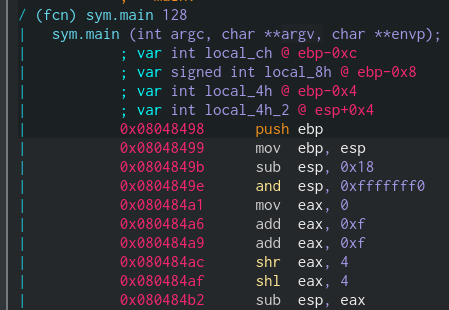 / (fcn) sym.main 128
| sym.main (int argc, char **argv, char **envp);
| ; var int local_ch @ ebp-0xc
| ; var signed int local_8h @ ebp-0x8
| ; var int local_4h @ ebp-0x4
| ; var int local_4h_2 @ esp+0x4
| 0x08048498 push ebp
| 0x08048499 mov ebp, esp
| 0x0804849b sub esp, 0x18
| 0x0804849e and esp, 0xfffffff0
| 0x080484a1 mov eax, 0
| 0x080484a6 add eax, 0xf
| 0x080484a9 add eax, 0xf
| 0x080484ac shr eax, 4
| 0x080484af shl eax, 4
| 0x080484b2 sub esp, eax